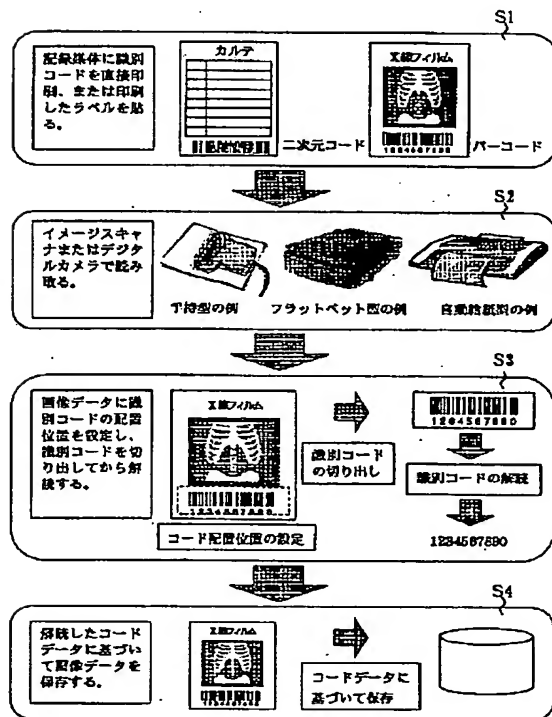 S1
記録媒体に識別
コードを直接印
刷、または印刷
したラベルを貼
る。
カルテ
二次元コード
X線フィルム
1234567890
バーコード
S2
イメージスキャ
ナまたはデジタ
ルカメラで読み
取る。
手持型の例
フラットベット型の例
自動給紙型の例
S3
画像データに識
別コードの配置
位置を設定し、
識別コードを切
り出してから解
読する。
X線フィルム
1234567890
コード配置位置の設定
識別コード
の切り出し
1234567890
識別コードの解読
1234567890
S4
解読したコード
データに基づい
て画像データを
保存する。
X線フィルム
コードデータに
基づいて保存